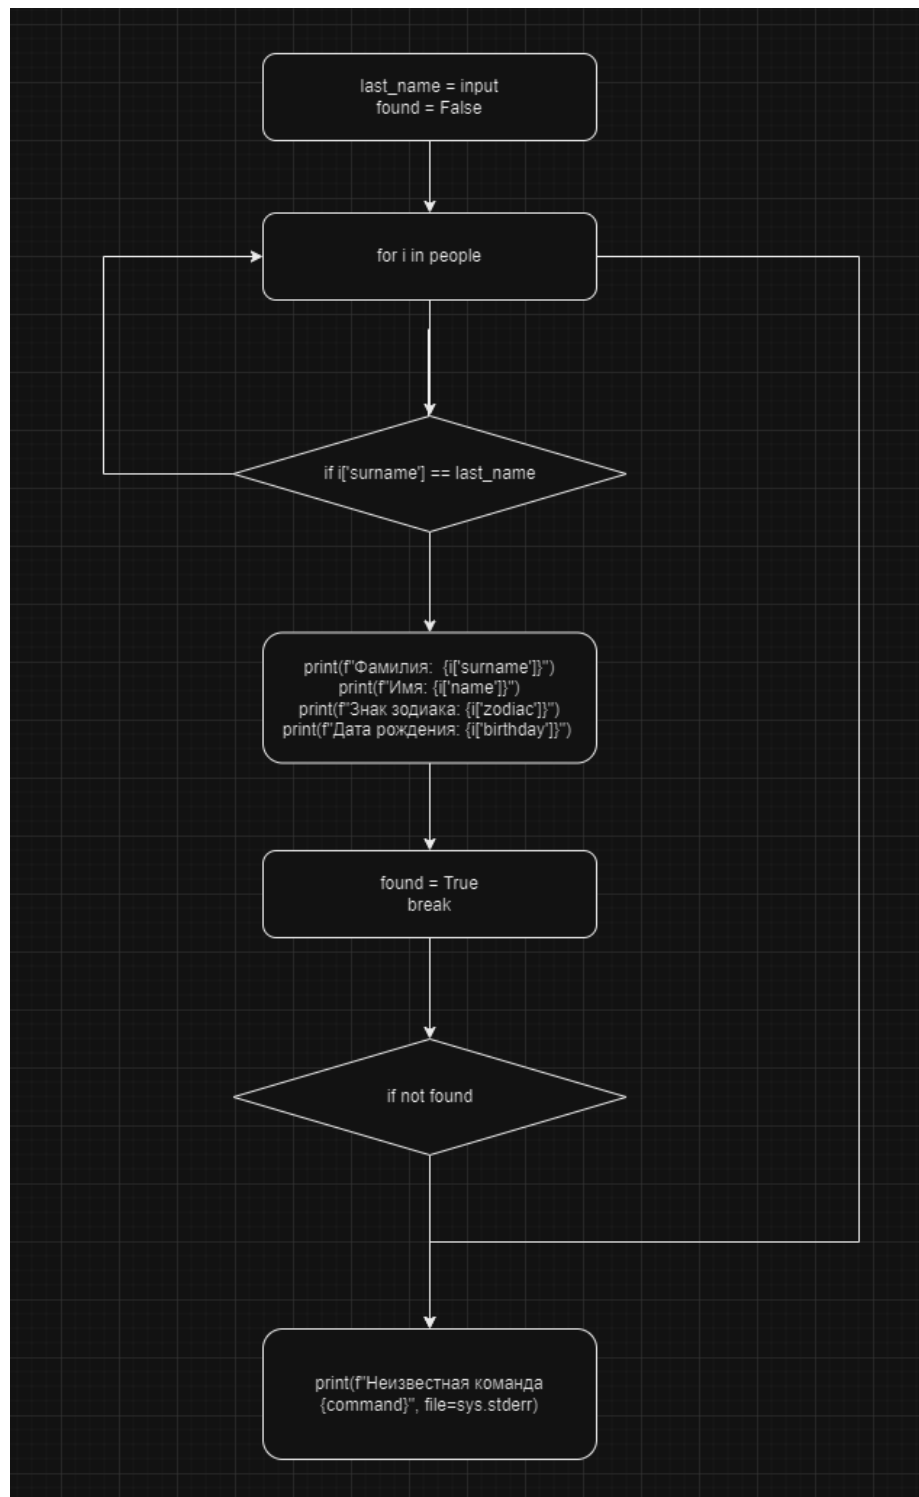 last_name = input
found = False
for i in people
if i['surname'] == last_name
print(f"Фамилия:  {i['surname']}")
print(f"Имя: {i['name']}")
print(f"Знак зодиака: {i['zodiac']}")
print(f"Дата рождения: {i['birthday']}")
found = True
break
if not found
print(f"Неизвестная команда
{command}", file=sys.stderr)